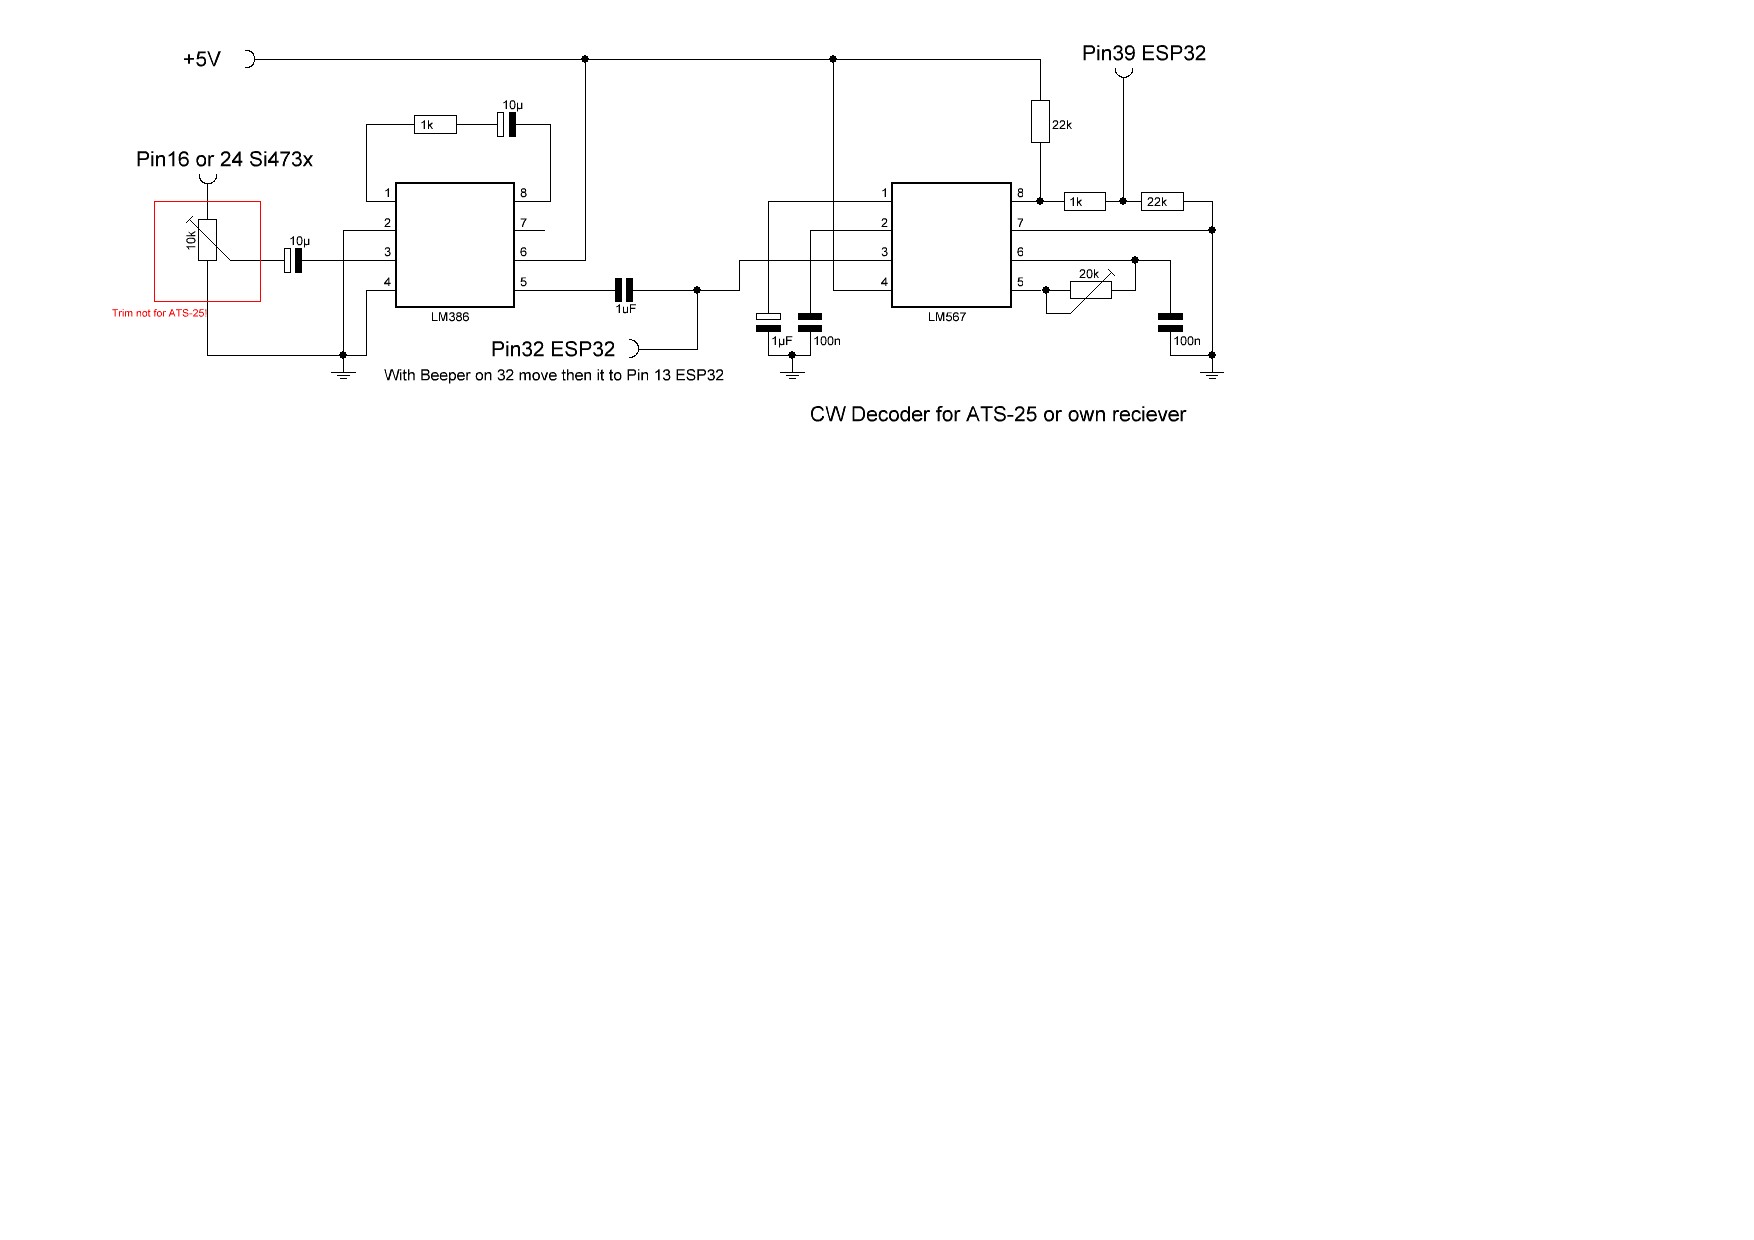 +5V
Pin39 ESP32
10µ
1k
22k
Pin16 or 24 Si473x
1
8
1
8
1k
22k
2
7
2
7
10k
10µ
3
6
3
6
20k
4
5
4
5
Trim not for ATS-25!
LM386
1uF
LM567
1µF
100n
100n
Pin32 ESP32
With Beeper on 32 move then it to Pin 13 ESP32
CW Decoder for ATS-25 or own reciever